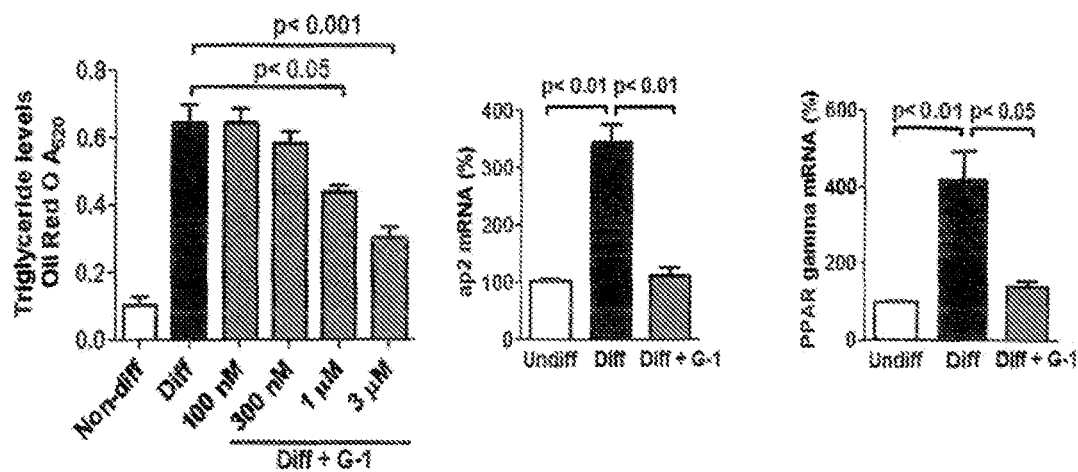 p< 0.001
p< 0.05
Triglyceride levels
Oil Red O A520
0.8
0.6
0.4
0.2
0.0
Non-diff
Diff
100 nM
300 nM
1 µM
3 µM
Diff + G-1
p< 0.01 p< 0.01
ap2 mRNA (%)
400
300
200
100
0
Undiff Diff Diff + G-1
p< 0.01 p< 0.05
PPAR gamma mRNA (%)
600
400
200
0
Undiff Diff Diff + G-1